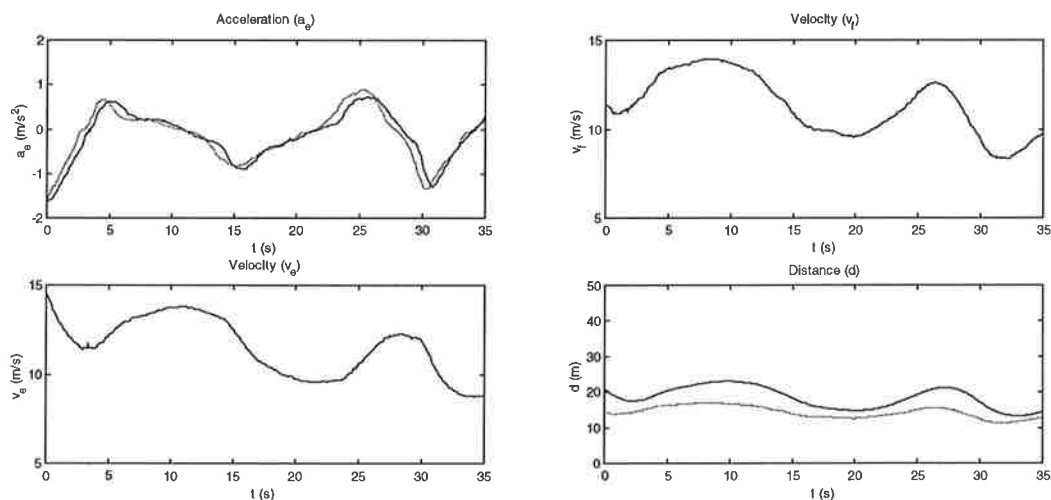 Acceleration (a_e)
2
1
0
-1
-2
a_e (m/s²)
0 5 10 15 20 25 30 35
t (s)
Velocity (v_f)
15
10
5
v_f (m/s)
0 5 10 15 20 25 30 35
t (s)
Velocity (v_e)
15
10
5
v_e (m/s)
0 5 10 15 20 25 30 35
t (s)
Distance (d)
50
40
30
20
10
0
d (m)
0 5 10 15 20 25 30 35
t (s)